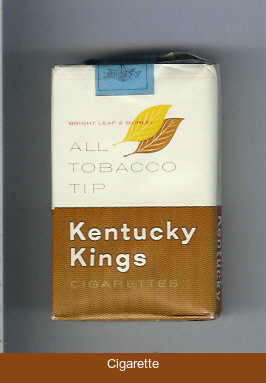 BRIGHT LEAF & BURLEY
ALL
TOBACCO
TIP
Kentucky
Kings
CIGARETTES
Kentucky
Cigarette